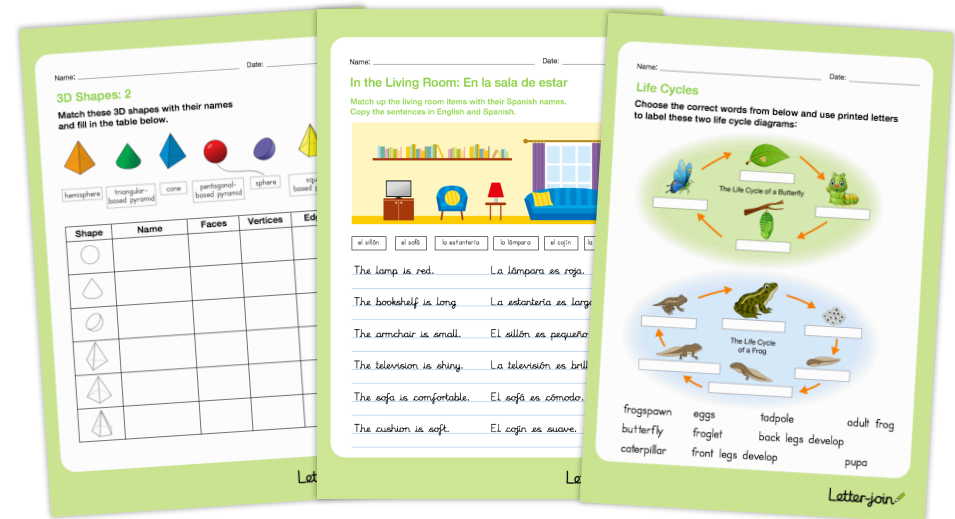 Name: Date:
3D Shapes: 2
Match these 3D shapes with their names
and fill in the table below.
hemisphere
triangular-
based pyramid
cone
pentagonal-
based pyramid
sphere
Shape Name Faces Vertices
Name: Date:
In the Living Room: En la sala de estar
Match up the living room items with their Spanish names.
Copy the sentences in English and Spanish.
el sillón el sofá la estantería la lámpara el cojín la
The lamp is red. La lámpara es roja.
The bookshelf is long La estantería es
The armchair is small. El sillón es pequeño
The television is shiny. La televisión es
The sofa is comfortable. El sofá es cómodo.
The cushion is soft. El cojín es suave.
Name: Date:
Life Cycles
Choose the correct words from below and use printed letters
to label these two life cycle diagrams:
The Life Cycle of a Butterfly
The Life Cycle
of a Frog
frogspawn eggs tadpole adult frog
butterfly froglet back legs develop
caterpillar front legs develop pupa
Letter-join